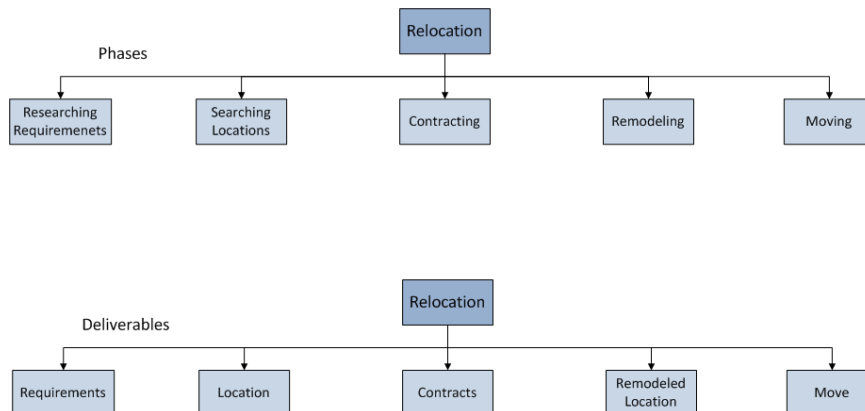 Relocation
Phases
Researching
Requiremenets
Searching
Locations
Contracting
Remodeling
Moving
Relocation
Deliverables
Requirements
Location
Contracts
Remodeled
Location
Move